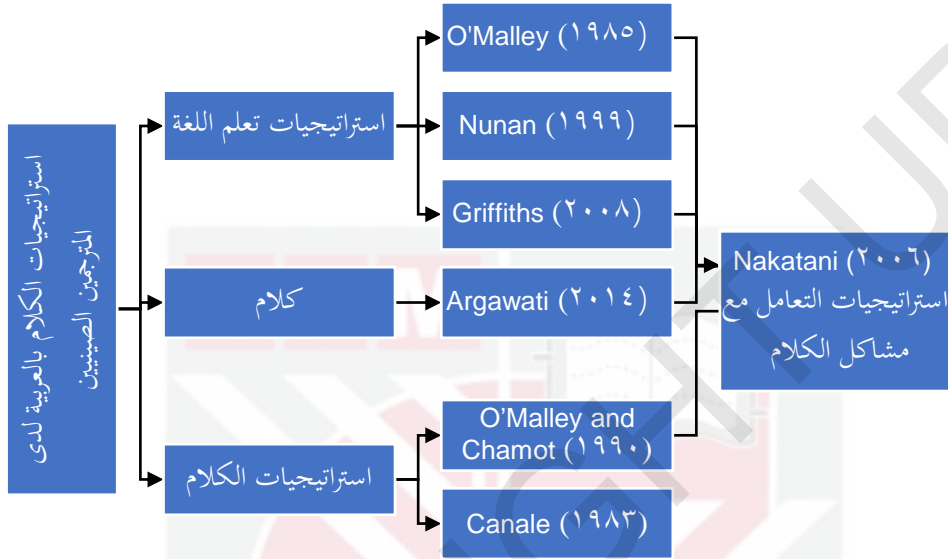 استراتيجيات الكلام بالعربية لدى
المترجمين الصينيين
استراتيجيات تعلم اللغة
كلام
استراتيجيات الكلام
O'Malley (١٩٨٥)
Nunan (١٩٩٩)
Griffiths (٢٠٠٨)
Argawati (٢٠١٤)
O’Malley and
Chamot (١٩٩٠)
Canale (١٩٨٣)
Nakatani (٢٠٠٦)
استراتيجيات التعامل مع
مشاكل الكلام